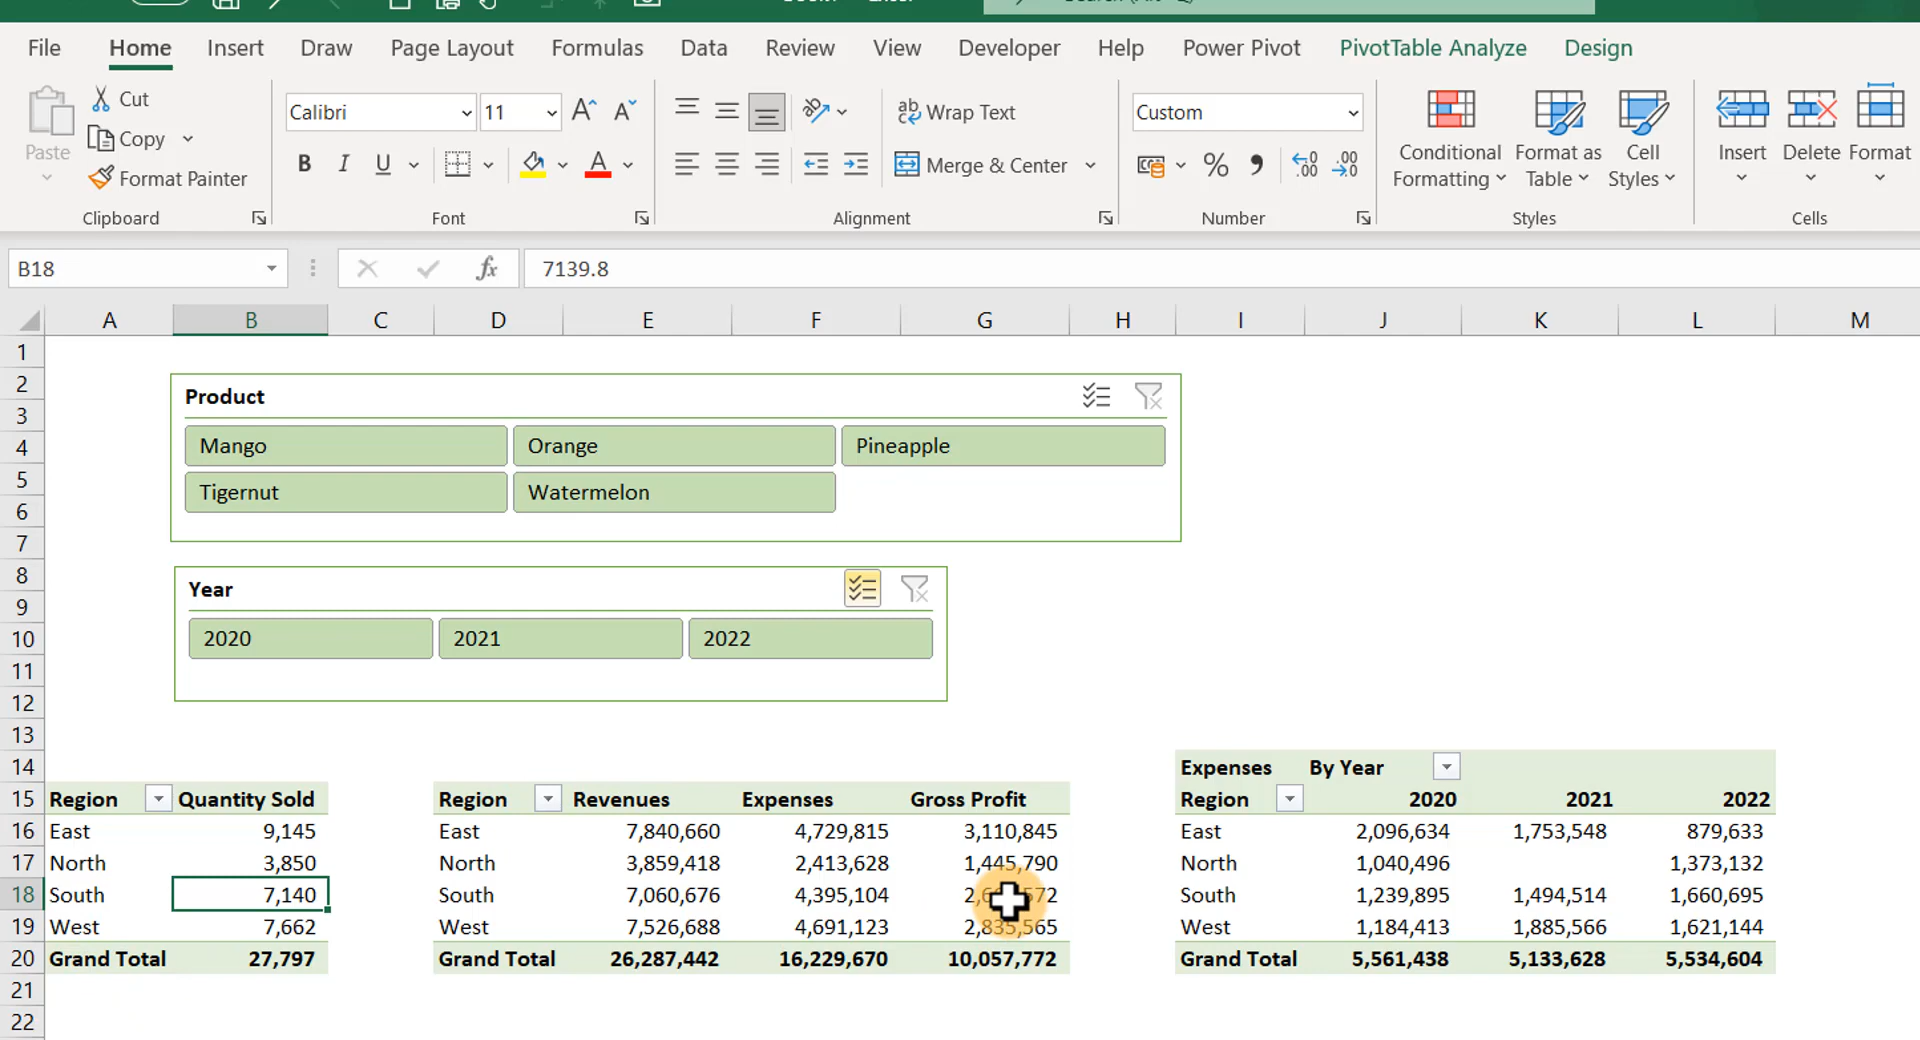 File Home Insert Draw Page Layout Formulas Data Review View Developer Help Power Pivot PivotTable Analyze Design
Paste
Cut
Copy
Format Painter
Clipboard
Calibri 11
B I U
Font
Wrap Text
Merge & Center
Alignment
Custom
Number
Conditional Formatting
Format as Table
Cell Styles
Styles
Insert Delete Format
Cells
B18 fx 7139.8
A B C D E F G H I J K L M
1
2
3
4
5
6
7
8
9
10
11
12
13
14
15
16
17
18
19
20
21
22
Product
Mango Orange Pineapple
Tigernut Watermelon
Year
2020 2021 2022
Region Quantity Sold
East 9,145
North 3,850
South 7,140
West 7,662
Grand Total 27,797
Region Revenues Expenses Gross Profit
East 7,840,660 4,729,815 3,110,845
North 3,859,418 2,413,628 1,445,790
South 7,060,676 4,395,104
West 7,526,688 4,691,123 2,835,565
Grand Total 26,287,442 16,229,670 10,057,772
Expenses By Year
Region 2020 2021 2022
East 2,096,634 1,753,548 879,633
North 1,040,496 1,373,132
South 1,239,895 1,494,514 1,660,695
West 1,184,413 1,885,566 1,621,144
Grand Total 5,561,438 5,133,628 5,534,604